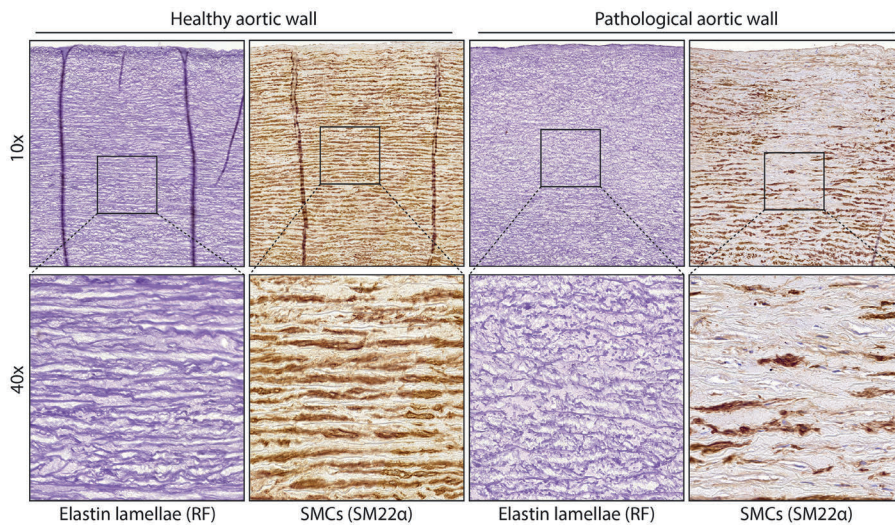 Healthy aortic wall
Pathological aortic wall
10x
40x
Elastin lamellae (RF)
SMCs (SM22α)
Elastin lamellae (RF)
SMCs (SM22α)